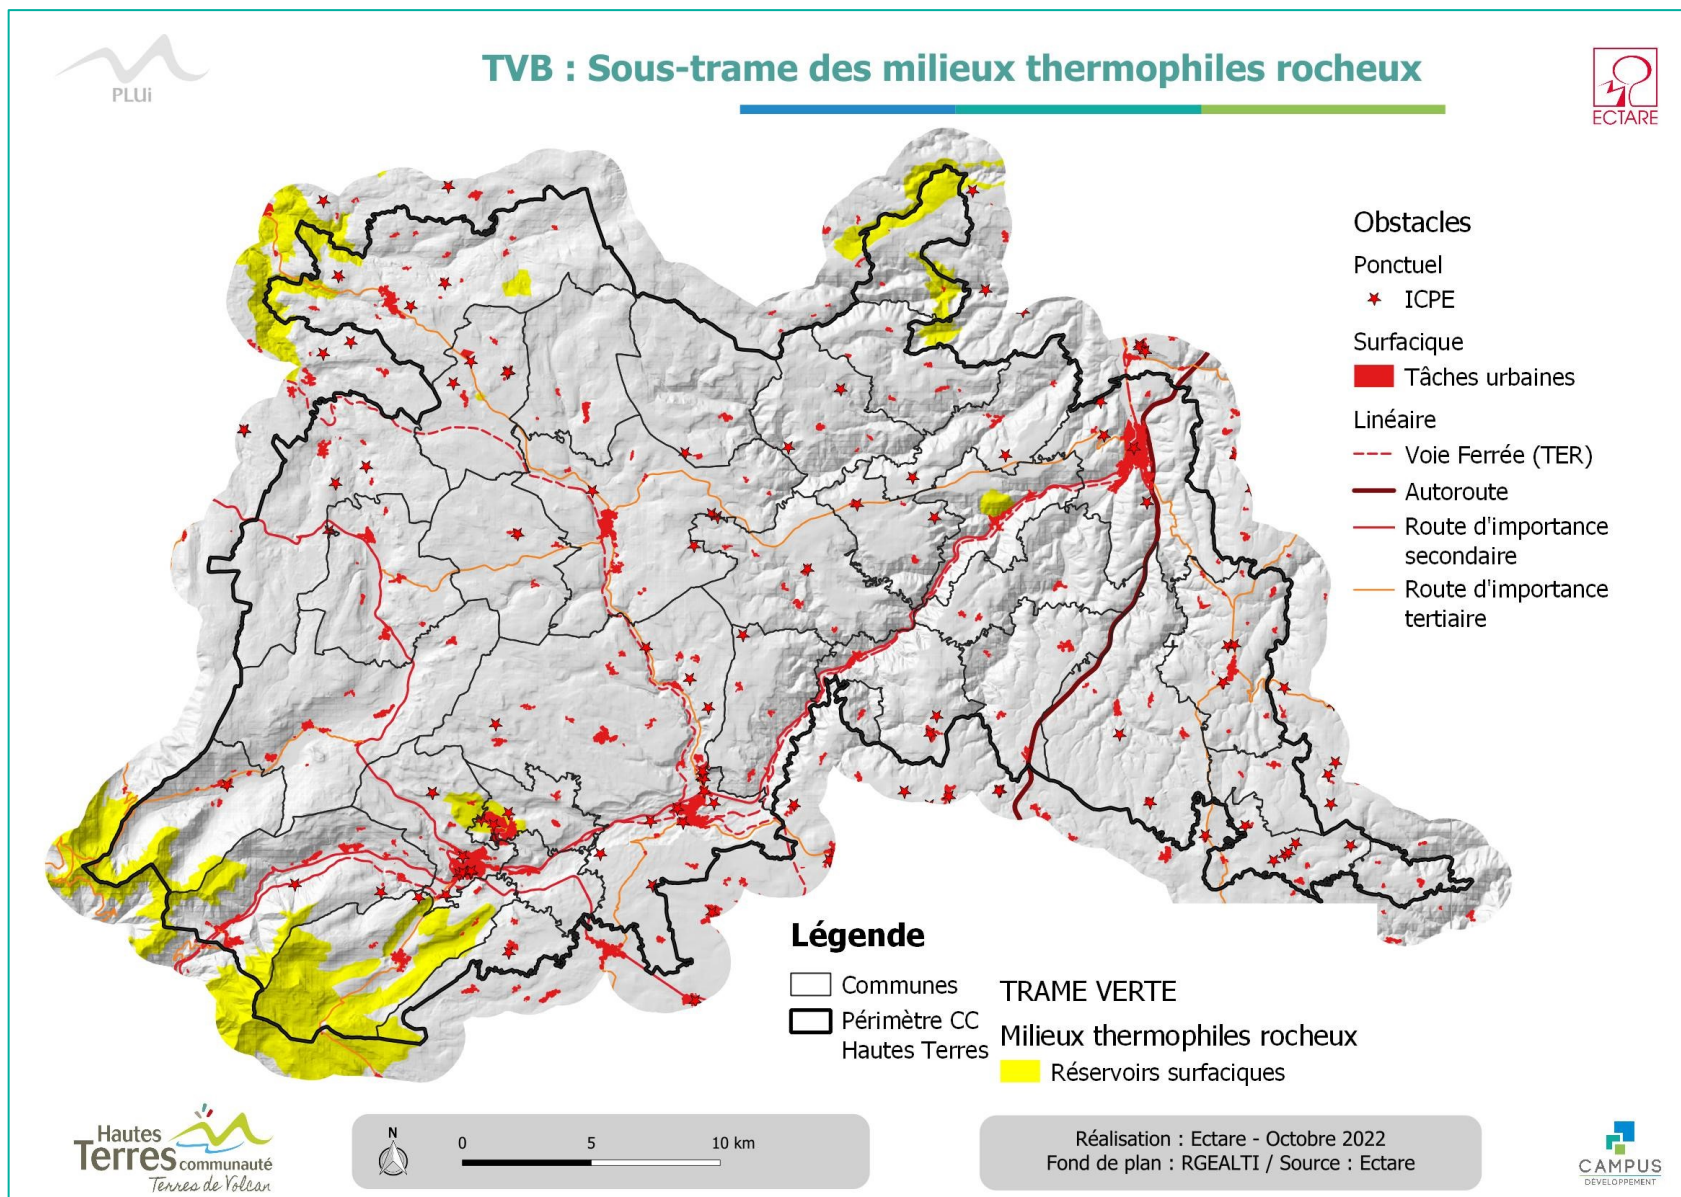 PLUi
TVB : Sous-trame des milieux thermophiles rocheux
ECTARE
Obstacles
Ponctuel
ICPE
Surfacique
Tâches urbaines
Linéaire
Voie Ferrée (TER)
Autoroute
Route d'importance
secondaire
Route d'importance
tertiaire
Légende
Communes
Périmètre CC
Hautes Terres
TRAME VERTE
Milieux thermophiles rocheux
Réservoirs surfaciques
Hautes
Terres communauté
Terres de Volcan
N
0 5 10 km
Réalisation : Ectare - Octobre 2022
Fond de plan : RGEALTI / Source : Ectare
CAMPUS
DÉVELOPPEMENT